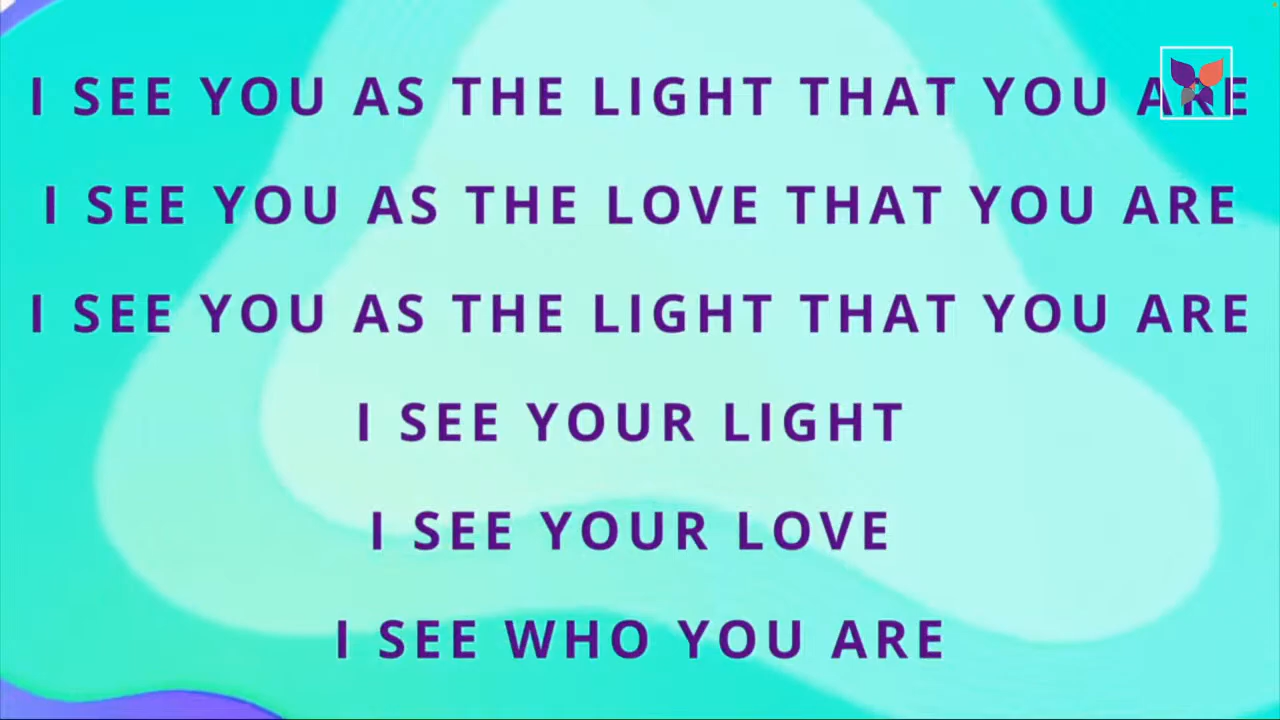 I SEE YOU AS THE LIGHT THAT YOU ARE
I SEE YOU AS THE LOVE THAT YOU ARE
I SEE YOU AS THE LIGHT THAT YOU ARE
I SEE YOUR LIGHT
I SEE YOUR LOVE
I SEE WHO YOU ARE